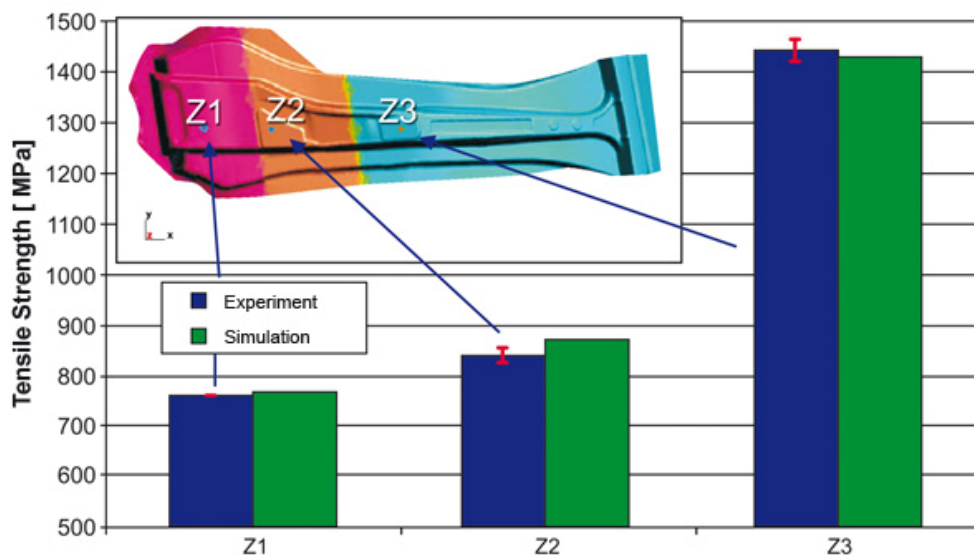 1500
1400
1300
1200
1100
1000
900
800
700
600
500
Tensile Strength [ MPa]
Z1 Z2 Z3
y
z x
Experiment
Simulation
Z1 Z2 Z3